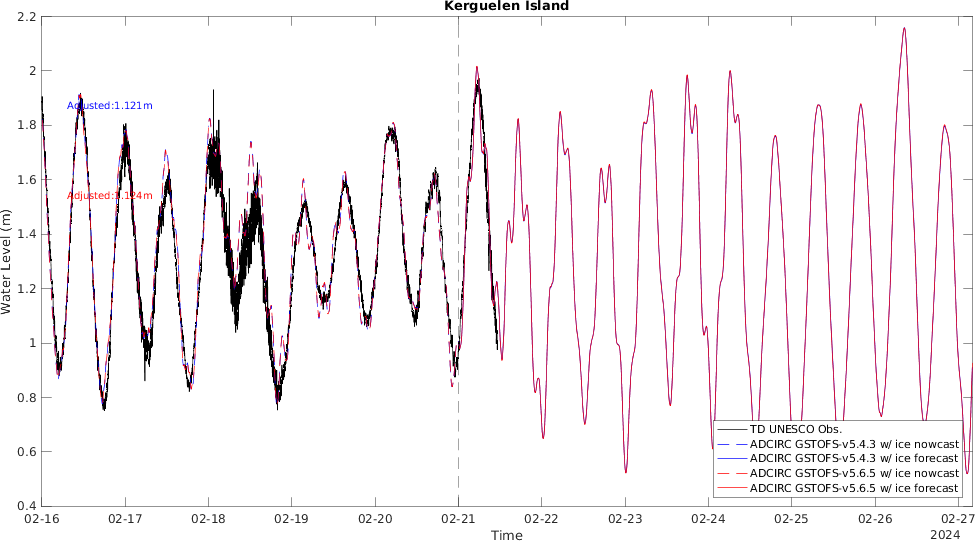 Kerguelen Island
2.2
2
1.8
1.6
1.4
1.2
1
0.8
0.6
0.4
Water Level (m)
Adjusted:1.121m
Adjusted:1.124m
TD UNESCO Obs.
ADCIRC GSTOFS-v5.4.3 w/ ice nowcast
ADCIRC GSTOFS-v5.4.3 w/ ice forecast
ADCIRC GSTOFS-v5.6.5 w/ ice nowcast
ADCIRC GSTOFS-v5.6.5 w/ ice forecast
02-16 02-17 02-18 02-19 02-20 02-21 02-22 02-23 02-24 02-25 02-26 02-27
Time
2024